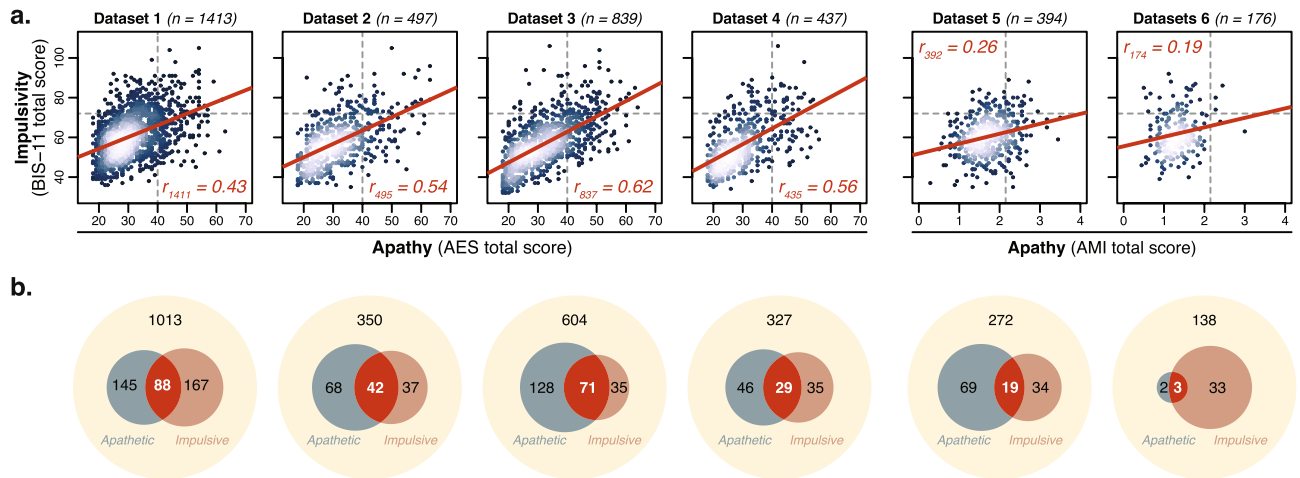 a.
Dataset 1 (n = 1413)
Dataset 2 (n = 497)
Dataset 3 (n = 839)
Dataset 4 (n = 437)
Dataset 5 (n = 394)
Datasets 6 (n = 176)
Impulsivity
(BIS−11 total score)
100
80
60
40
r1411 = 0.43
r495 = 0.54
r837 = 0.62
r435 = 0.56
r392 = 0.26
r174 = 0.19
20 30 40 50 60 70
20 30 40 50 60 70
20 30 40 50 60 70
20 30 40 50 60 70
0 1 2 3 4
0 1 2 3 4
Apathy (AES total score)
Apathy (AMI total score)
b.
1013
145 88 167
Apathetic Impulsive
350
68 42 37
Apathetic Impulsive
604
128 71 35
Apathetic Impulsive
327
46 29 35
Apathetic Impulsive
272
69 19 34
Apathetic Impulsive
138
2 3 33
Apathetic Impulsive